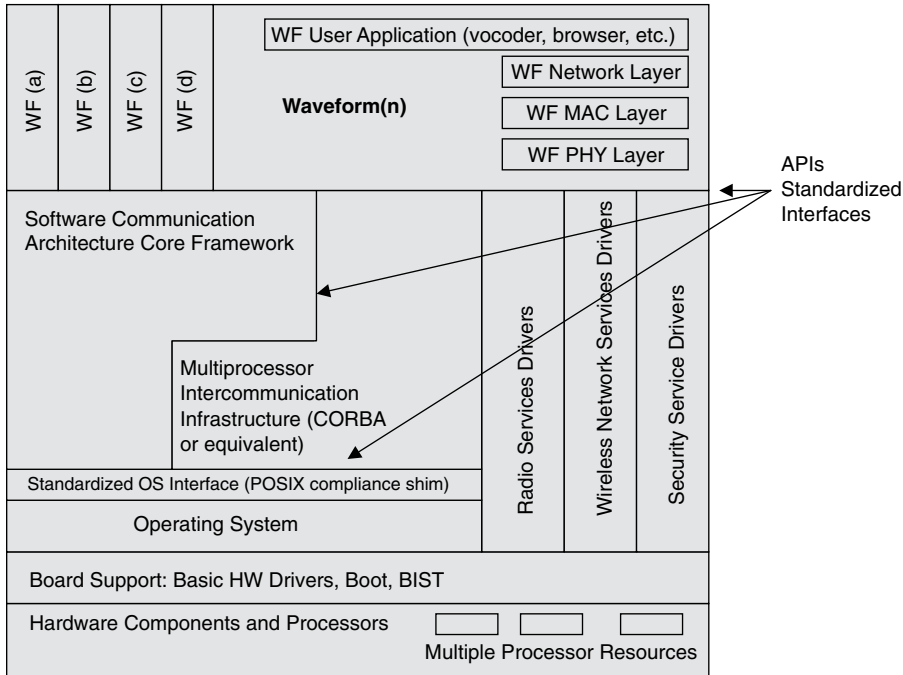 WF (a)
WF (b)
WF (c)
WF (d)
WF User Application (vocoder, browser, etc.)
WF Network Layer
Waveform(n)
WF MAC Layer
WF PHY Layer
APIs
Standardized
Interfaces
Software Communication
Architecture Core Framework
Multiprocessor
Intercommunication
Infrastructure (CORBA
or equivalent)
Radio Services Drivers
Wireless Network Services Drivers
Security Service Drivers
Standardized OS Interface (POSIX compliance shim)
Operating System
Board Support: Basic HW Drivers, Boot, BIST
Hardware Components and Processors
Multiple Processor Resources